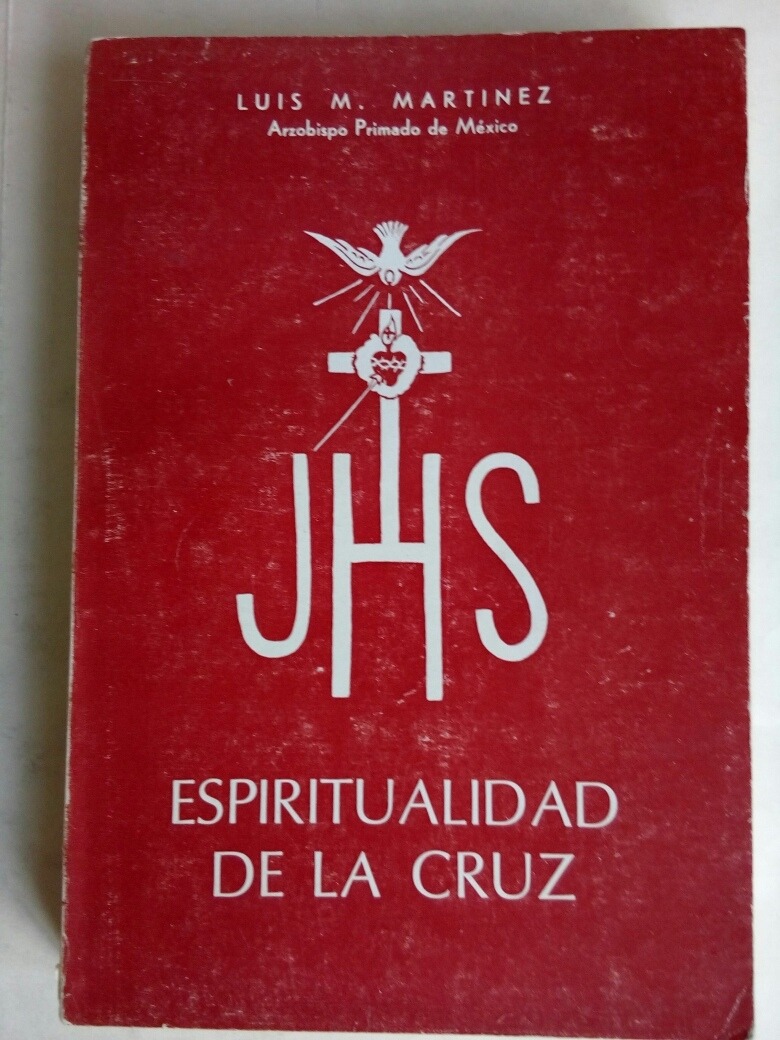 LUIS M. MARTINEZ
Arzobispo Primado de México
JHS
ESPIRITUALIDAD
DE LA CRUZ